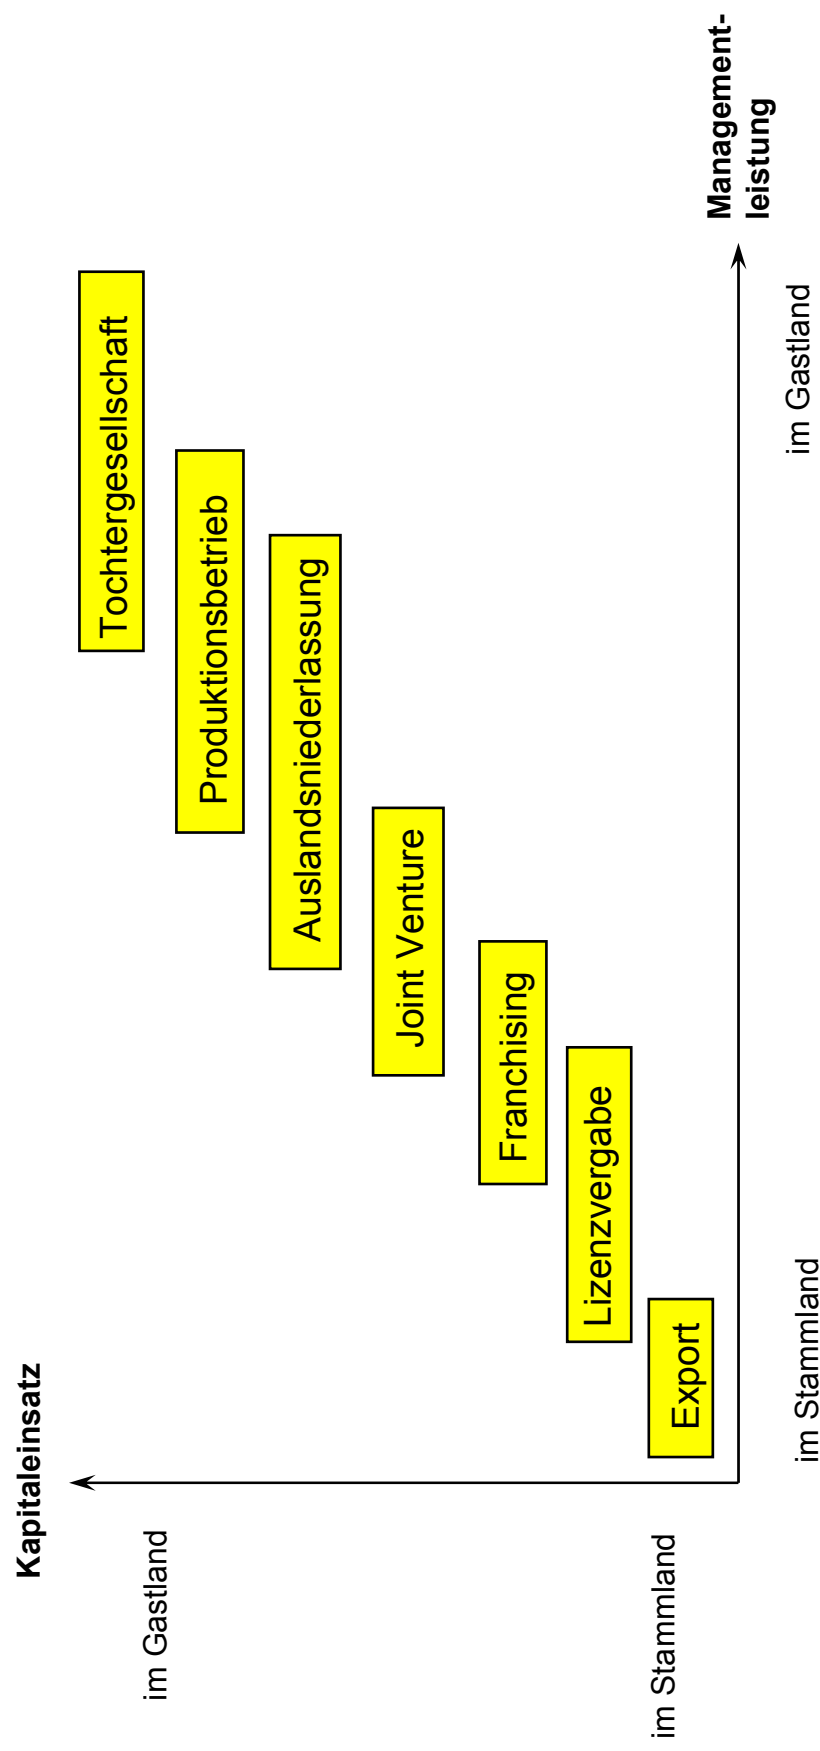 Kapitaleinsatz
im Gastland
Tochtergesellschaft
Produktionsbetrieb
Auslandsniederlassung
Joint Venture
Franchising
Lizenzvergabe
Export
im Stammland
im Stammland
im Gastland
Management-
leistung